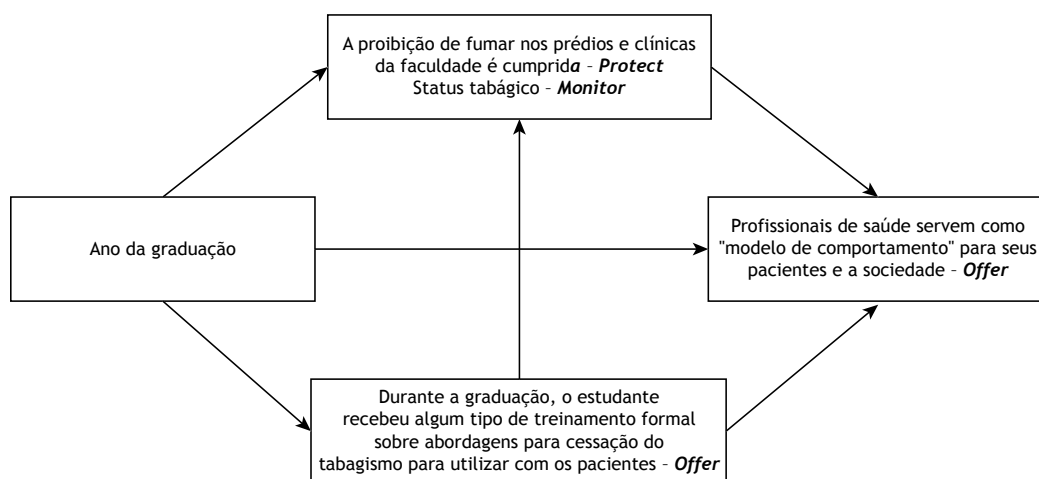 A proibição de fumar nos prédios e clínicas
da faculdade é cumprida – Protect
Status tabágico – Monitor
Ano da graduação
Profissionais de saúde servem como
"modelo de comportamento" para seus
pacientes e a sociedade – Offer
Durante a graduação, o estudante
recebeu algum tipo de treinamento formal
sobre abordagens para cessação do
tabagismo para utilizar com os pacientes – Offer